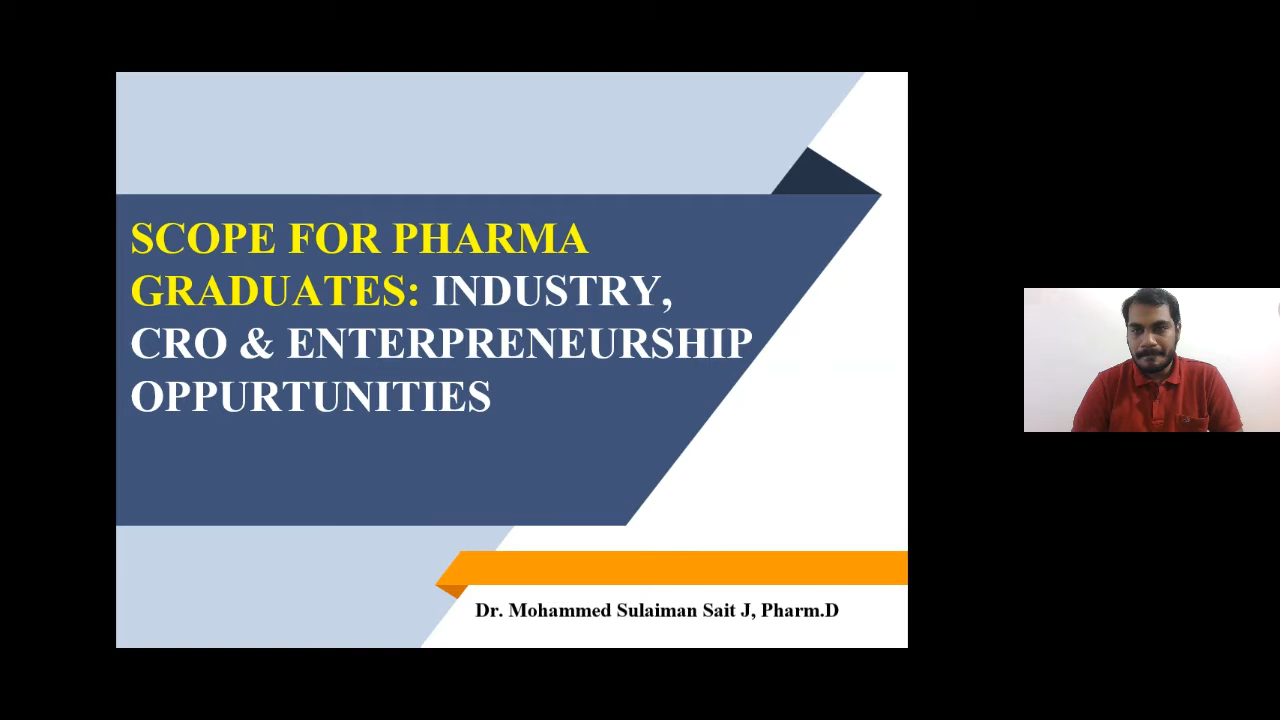 SCOPE FOR PHARMA
GRADUATES: INDUSTRY,
CRO & ENTERPRENEURSHIP
OPPURTUNITIES
Dr. Mohammed Sulaiman Sait J, Pharm.D